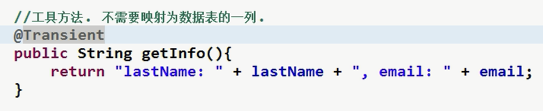 //工具方法. 不需要映射为数据表的一列.
@Transient
public String getInfo(){
    return "lastName: " + lastName + ", email: " + email;
}